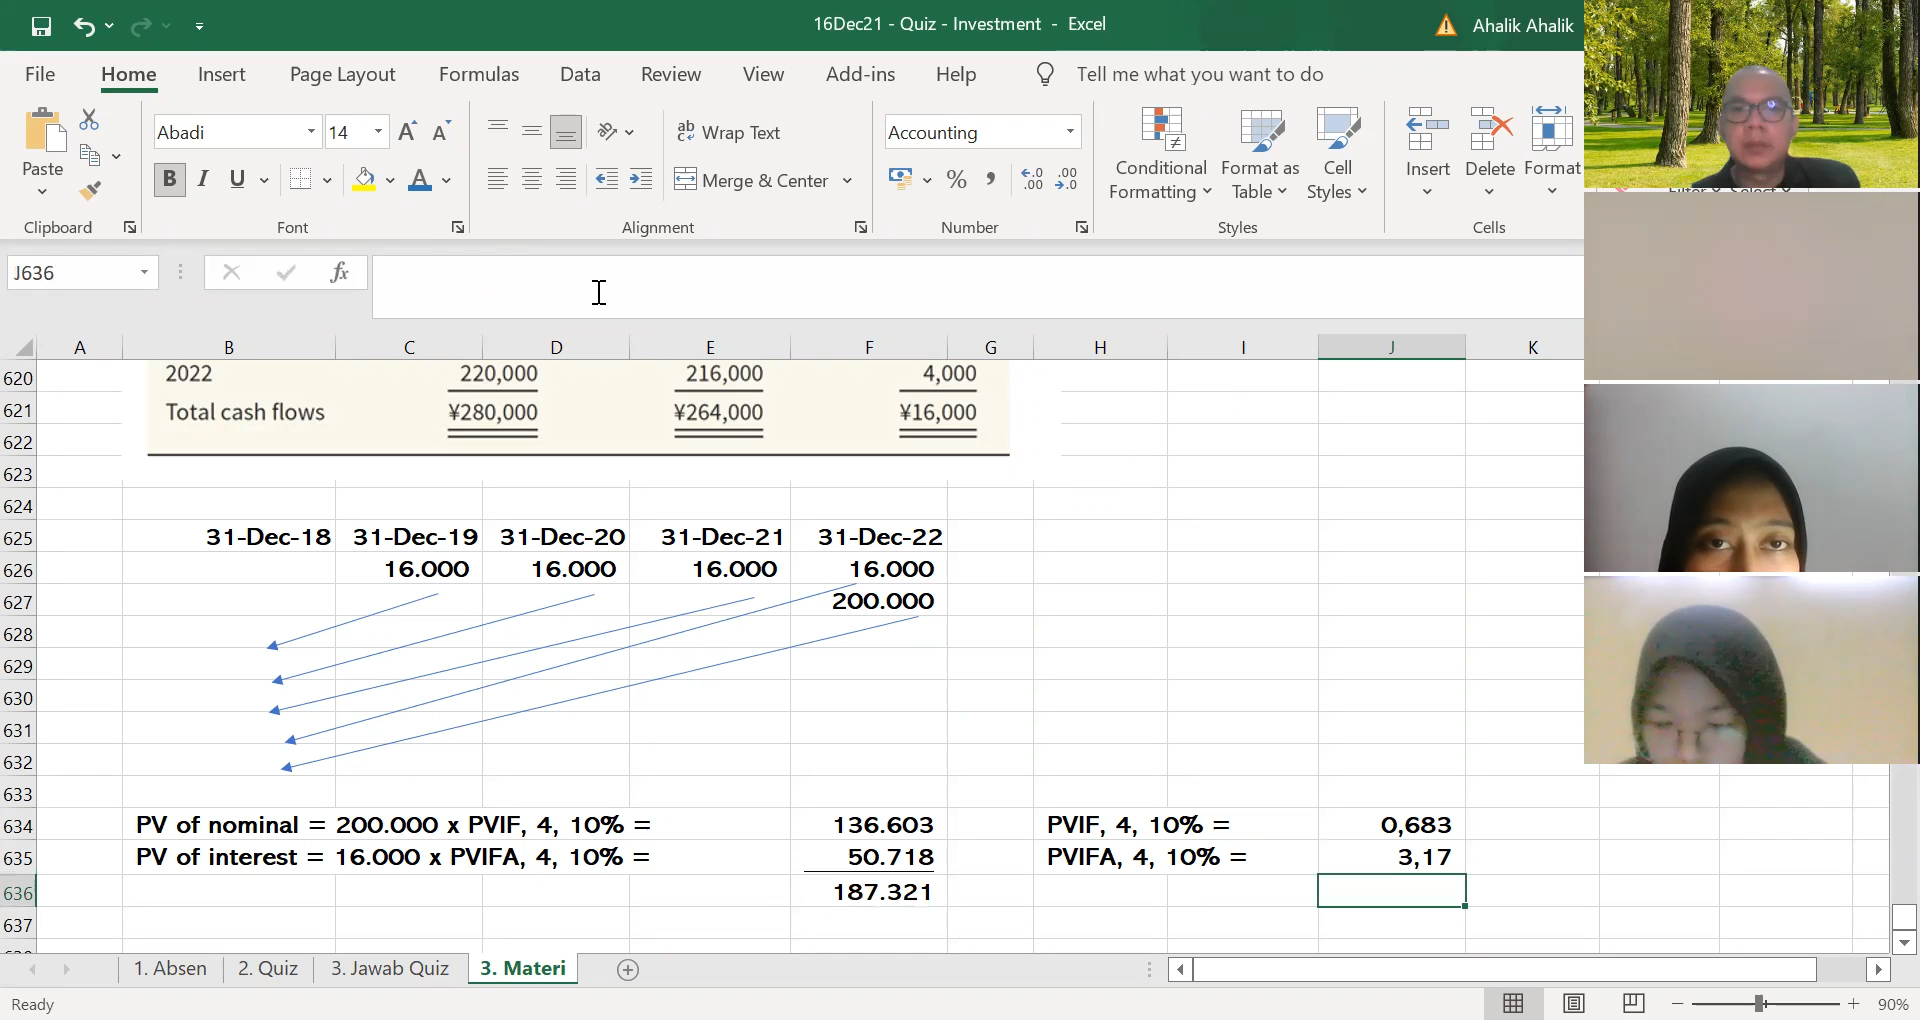 16Dec21 - Quiz - Investment - Excel
Ahalik Ahalik
File Home Insert Page Layout Formulas Data Review View Add-ins Help Tell me what you want to do
Abadi 14 ab Wrap Text Accounting
Paste B I U Merge & Center % Conditional Formatting Format as Table Cell Styles Insert Delete Format
Clipboard Font Alignment Number Styles Cells
J636 fx
A B C D E F G H I J K
620 2022 220,000 216,000 4,000
621 Total cash flows ¥280,000 ¥264,000 ¥16,000
622
623
624
625 31-Dec-18 31-Dec-19 31-Dec-20 31-Dec-21 31-Dec-22
626 16.000 16.000 16.000 16.000
627 200.000
628
629
630
631
632
633
634 PV of nominal = 200.000 x PVIF, 4, 10% = 136.603 PVIF, 4, 10% = 0,683
635 PV of interest = 16.000 x PVIFA, 4, 10% = 50.718 PVIFA, 4, 10% = 3,17
636 187.321
637
1. Absen 2. Quiz 3. Jawab Quiz 3. Materi
Ready 90%